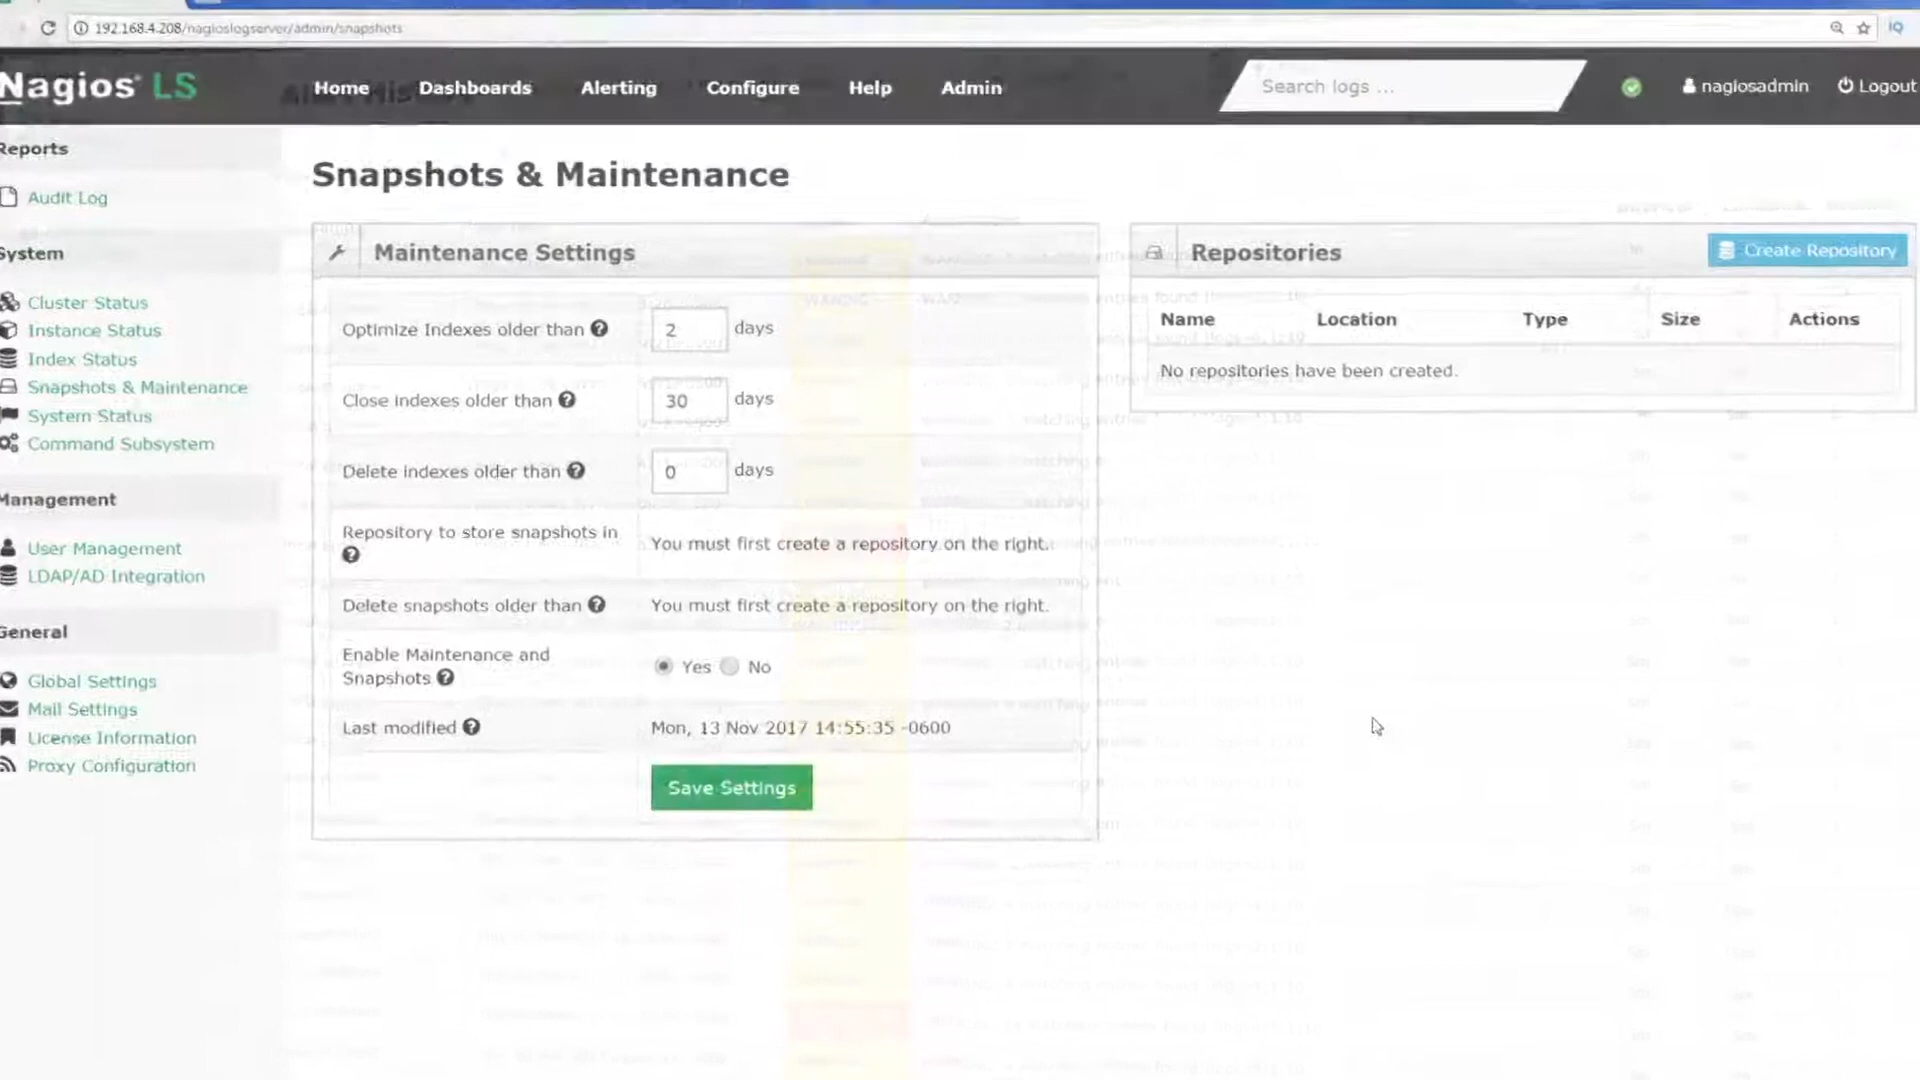 192.168.4.208/nagioslogserver/admin/snapshots
Nagios LS
Home Dashboards Alerting Configure Help Admin
Search logs ...
nagiosadmin
Logout
Reports
Audit Log
System
Cluster Status
Instance Status
Index Status
Snapshots & Maintenance
System Status
Command Subsystem
Management
User Management
LDAP/AD Integration
General
Global Settings
Mail Settings
License Information
Proxy Configuration
Snapshots & Maintenance
Maintenance Settings
Optimize Indexes older than 2 days
Close indexes older than 30 days
Delete indexes older than 0 days
Repository to store snapshots in You must first create a repository on the right.
Delete snapshots older than You must first create a repository on the right.
Enable Maintenance and
Snapshots Yes No
Last modified Mon, 13 Nov 2017 14:55:35 -0600
Save Settings
Repositories
Create Repository
Name Location Type Size Actions
No repositories have been created.